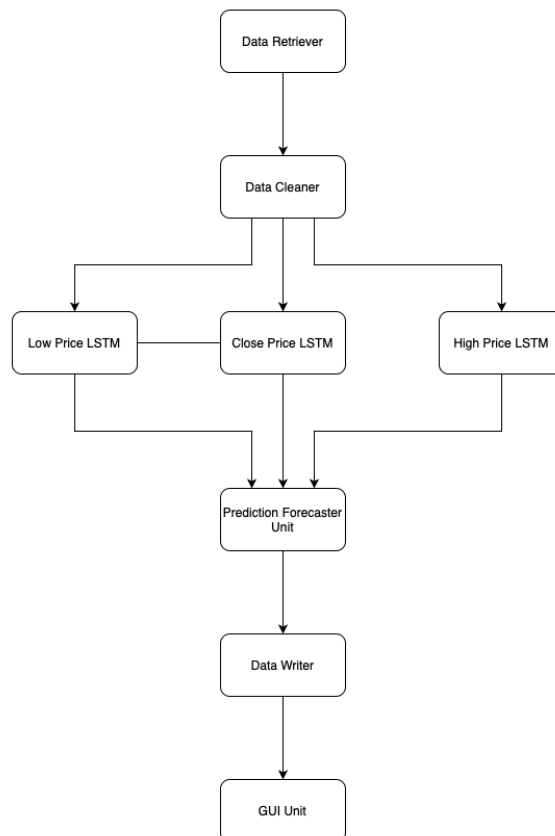 Data Retriever
Data Cleaner
Low Price LSTM
Close Price LSTM
High Price LSTM
Prediction Forecaster
Unit
Data Writer
GUI Unit